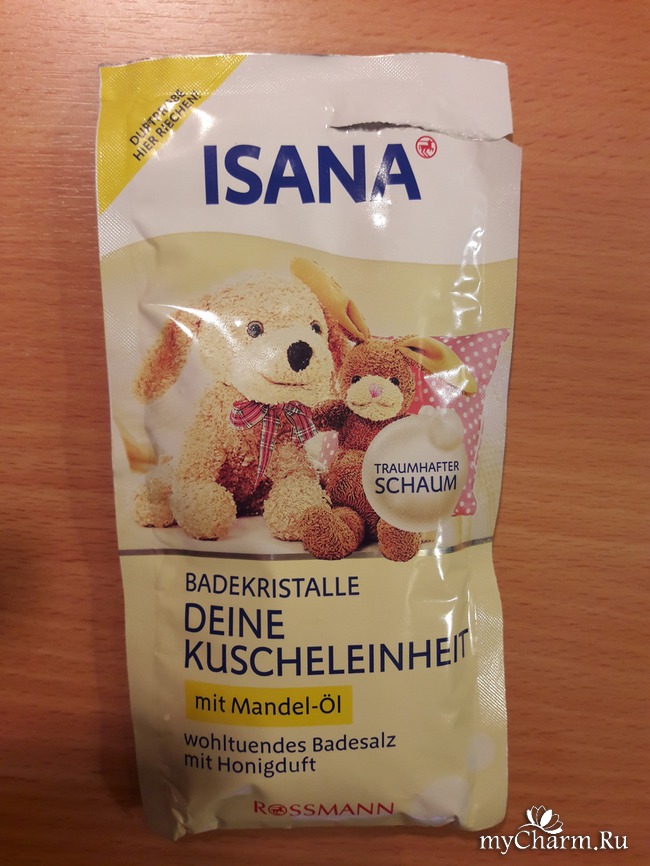 DUFTPROBE
HIER RIECHEN!
ISANA
TRAUMHAFTER
SCHAUM
BADEKRISTALLE
DEINE
KUSCHELEINHEIT
mit Mandel-Öl
wohltuendes Badesalz
mit Honigduft
ROSSMANN
myCharm.Ru